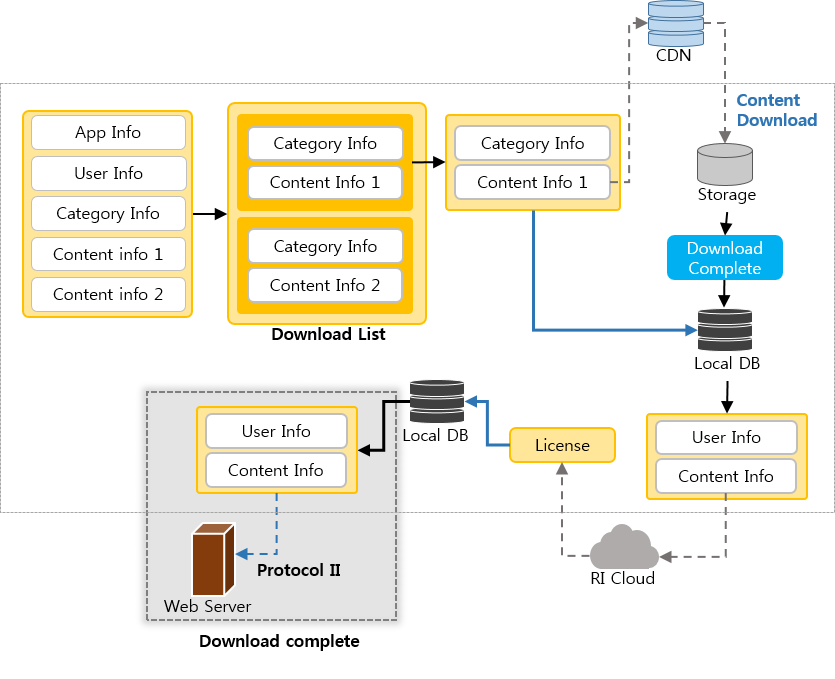 CDN
Content
Download
App Info
User Info
Category Info
Content info 1
Content info 2
Category Info
Content Info 1
Category Info
Content Info 2
Download List
Category Info
Content Info 1
Storage
Download
Complete
Local DB
User Info
Content Info
RI Cloud
License
Local DB
User Info
Content Info
Protocol II
Web Server
Download complete